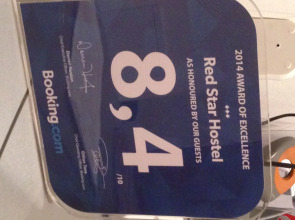 2014 AWARD OF EXCELLENCE
Red Star Hostel
AS HONOURED BY OUR GUESTS
8,4
/10
Booking.com